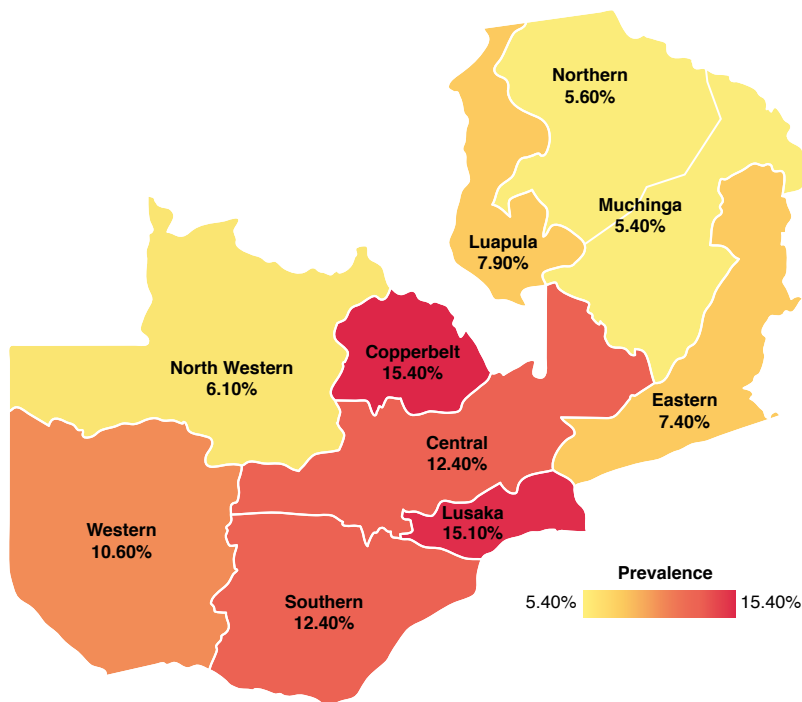 Northern
5.60%
Muchinga
5.40%
Luapula
7.90%
Copperbelt
15.40%
North Western
6.10%
Eastern
7.40%
Central
12.40%
Lusaka
15.10%
Western
10.60%
Southern
12.40%
Prevalence
5.40% 15.40%